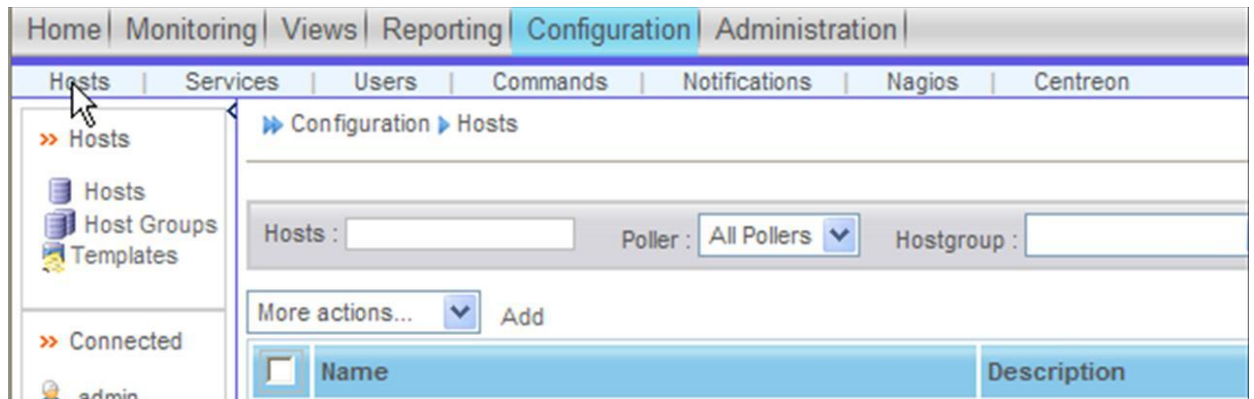 Home Monitoring Views Reporting Configuration Administration
Hosts | Services | Users | Commands | Notifications | Nagios | Centreon
Hosts
Hosts
Host Groups
Templates
Connected
admin
Configuration Hosts
Hosts : Poller : All Pollers Hostgroup :
More actions... Add
Name Description